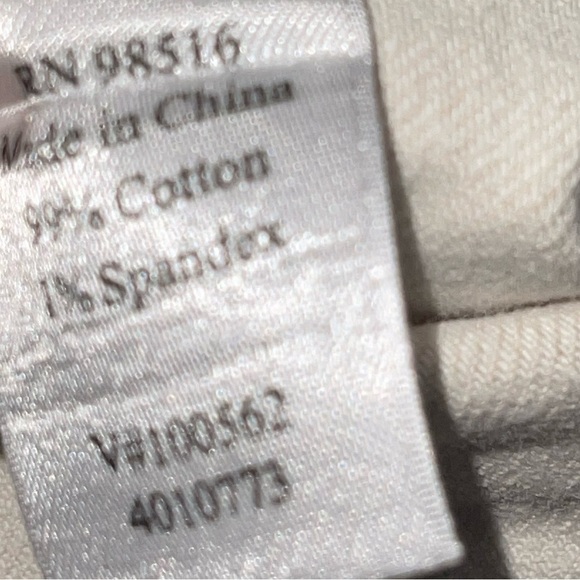 RN 98516
Made in China
99% Cotton
1% Spandex
V#100562
4010773